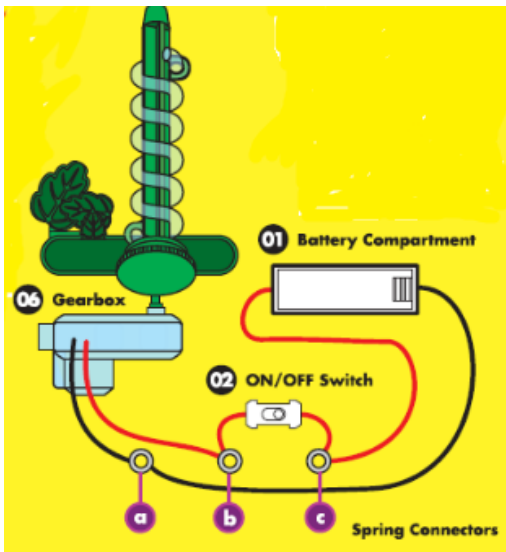 01 Battery Compartment
06 Gearbox
02 ON/OFF Switch
a b c
Spring Connectors